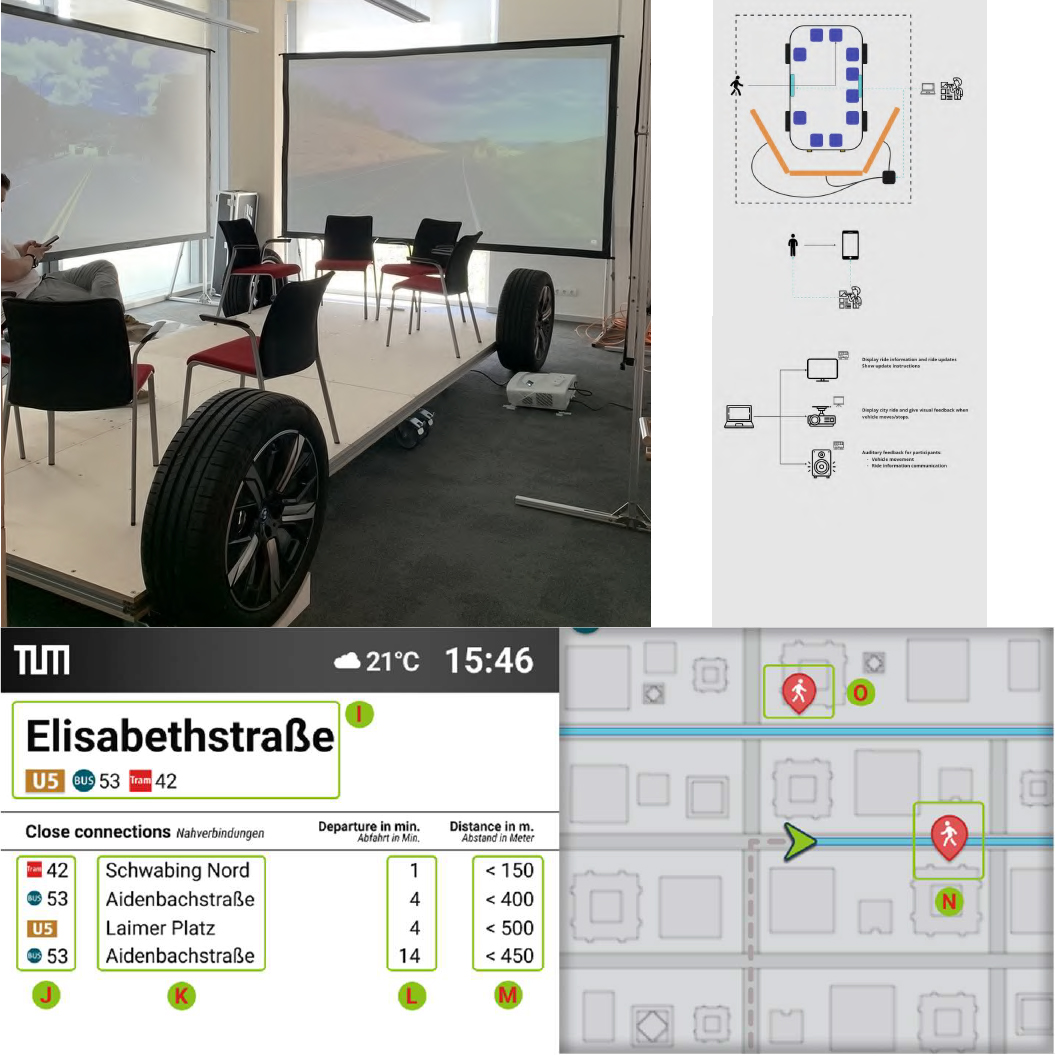 Display ride information and ride updates
Show update instructions
Display city ride and give visual feedback when
vehicle moves/stops.
Auditory feedback for participants:
- Vehicle movement
- Ride information communication
TUM
21°C
15:46
Elisabethstraße
I
U5 BUS 53 Tram 42
Close connections Nahverbindungen
Departure in min.
Abfahrt in Min.
Distance in m.
Abstand in Meter
Tram 42 Schwabing Nord 1 < 150
BUS 53 Aidenbachstraße 4 < 400
U5 Laimer Platz 4 < 500
BUS 53 Aidenbachstraße 14 < 450
J K L M
O
N